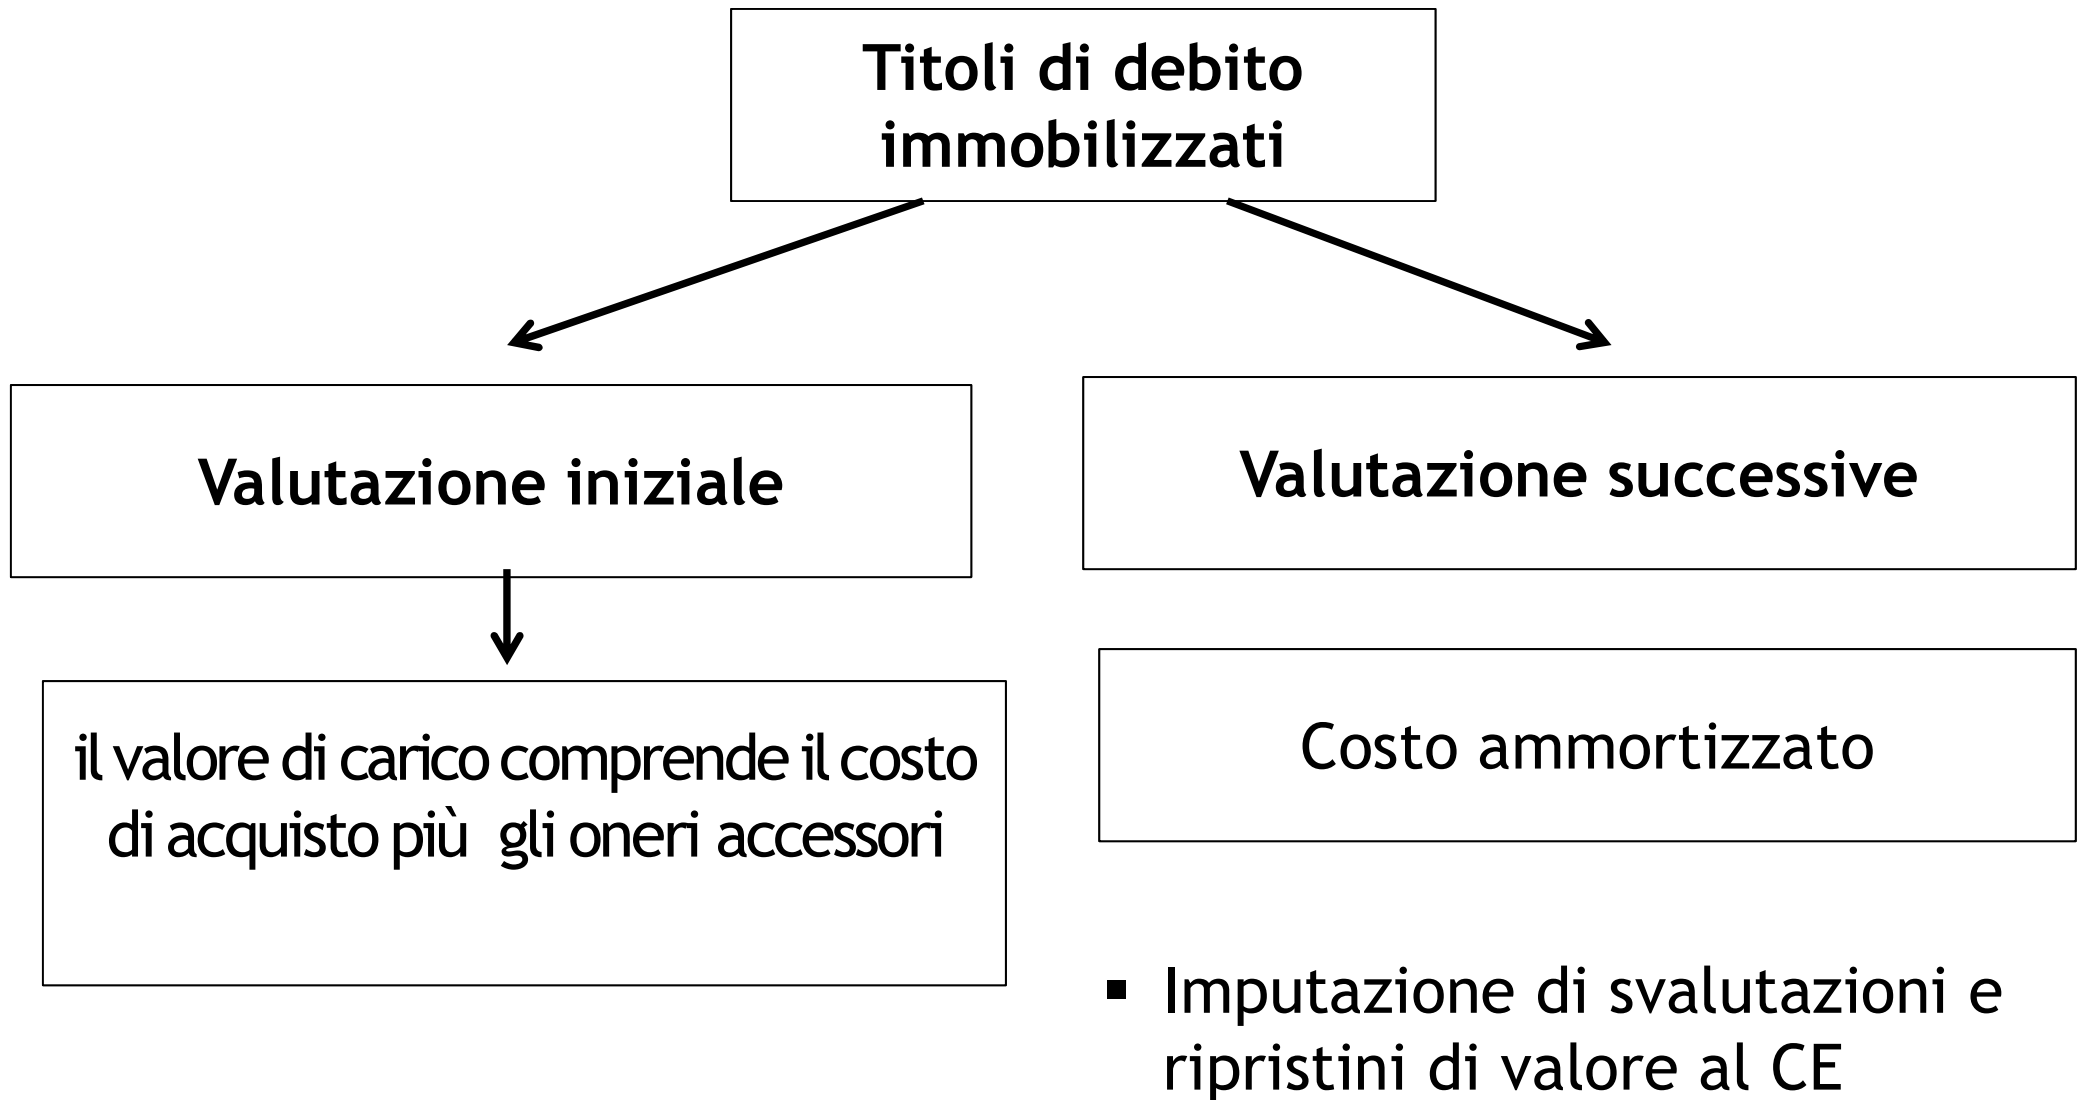 Titoli di debito
immobilizzati
Valutazione iniziale
il valore di carico comprende il costo
di acquisto più gli oneri accessori
Valutazione successive
Costo ammortizzato
▪ Imputazione di svalutazioni e
ripristini di valore al CE